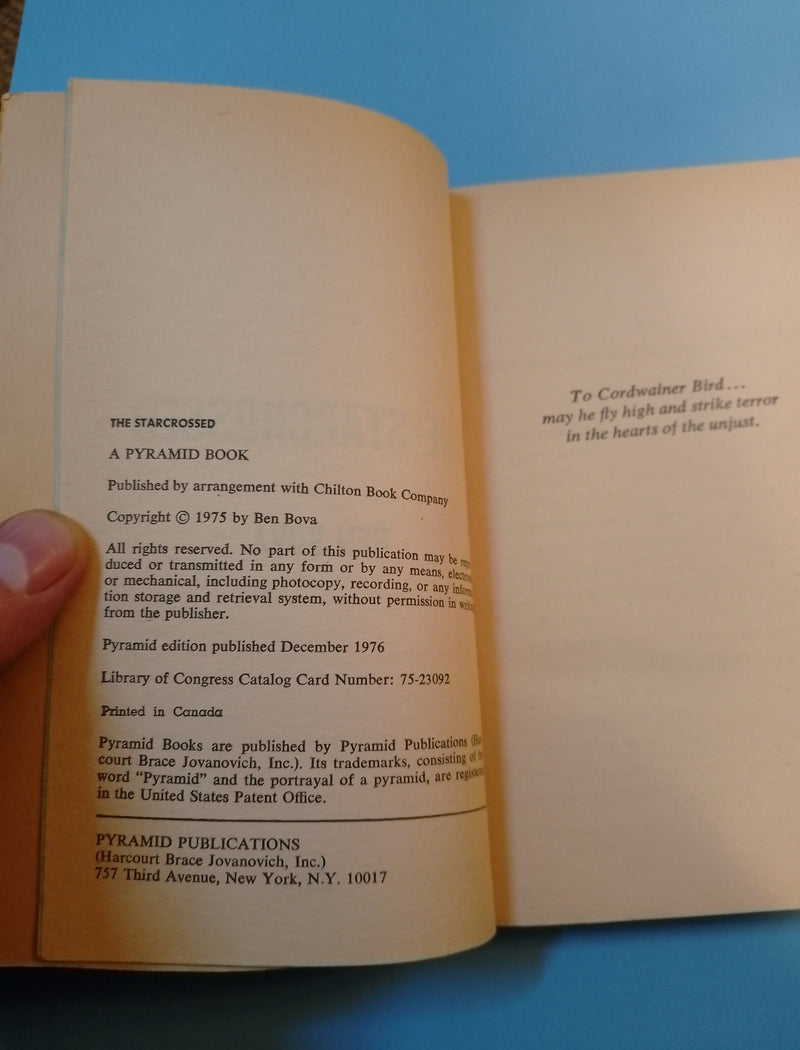 THE STARCROSSED
A PYRAMID BOOK
Published by arrangement with Chilton Book Company
Copyright © 1975 by Ben Bova
All rights reserved. No part of this publication may be
duced or transmitted in any form or by any means,
or mechanical, including photocopy, recording, or any
tion storage and retrieval system, without permission in
from the publisher.
Pyramid edition published December 1976
Library of Congress Catalog Card Number: 75-23092
Printed in Canada
Pyramid Books are published by Pyramid Publications
court Brace Jovanovich, Inc.). Its trademarks, consisting of
word “Pyramid” and the portrayal of a pyramid, are
in the United States Patent Office.
PYRAMID PUBLICATIONS
(Harcourt Brace Jovanovich, Inc.)
757 Third Avenue, New York, N.Y. 10017
To Cordwainer Bird...
may he fly high and strike terror
in the hearts of the unjust.